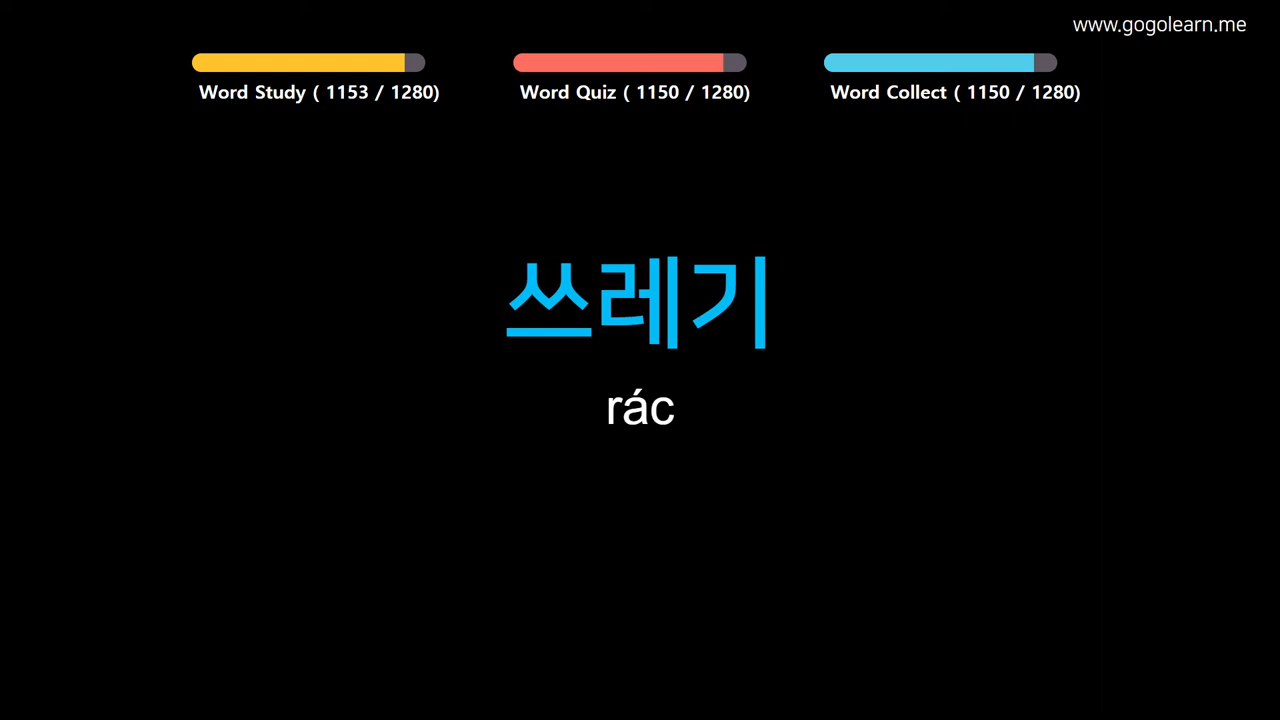 www.gogolearn.me
Word Study ( 1153 / 1280)
Word Quiz ( 1150 / 1280)
Word Collect ( 1150 / 1280)
쓰레기
rác